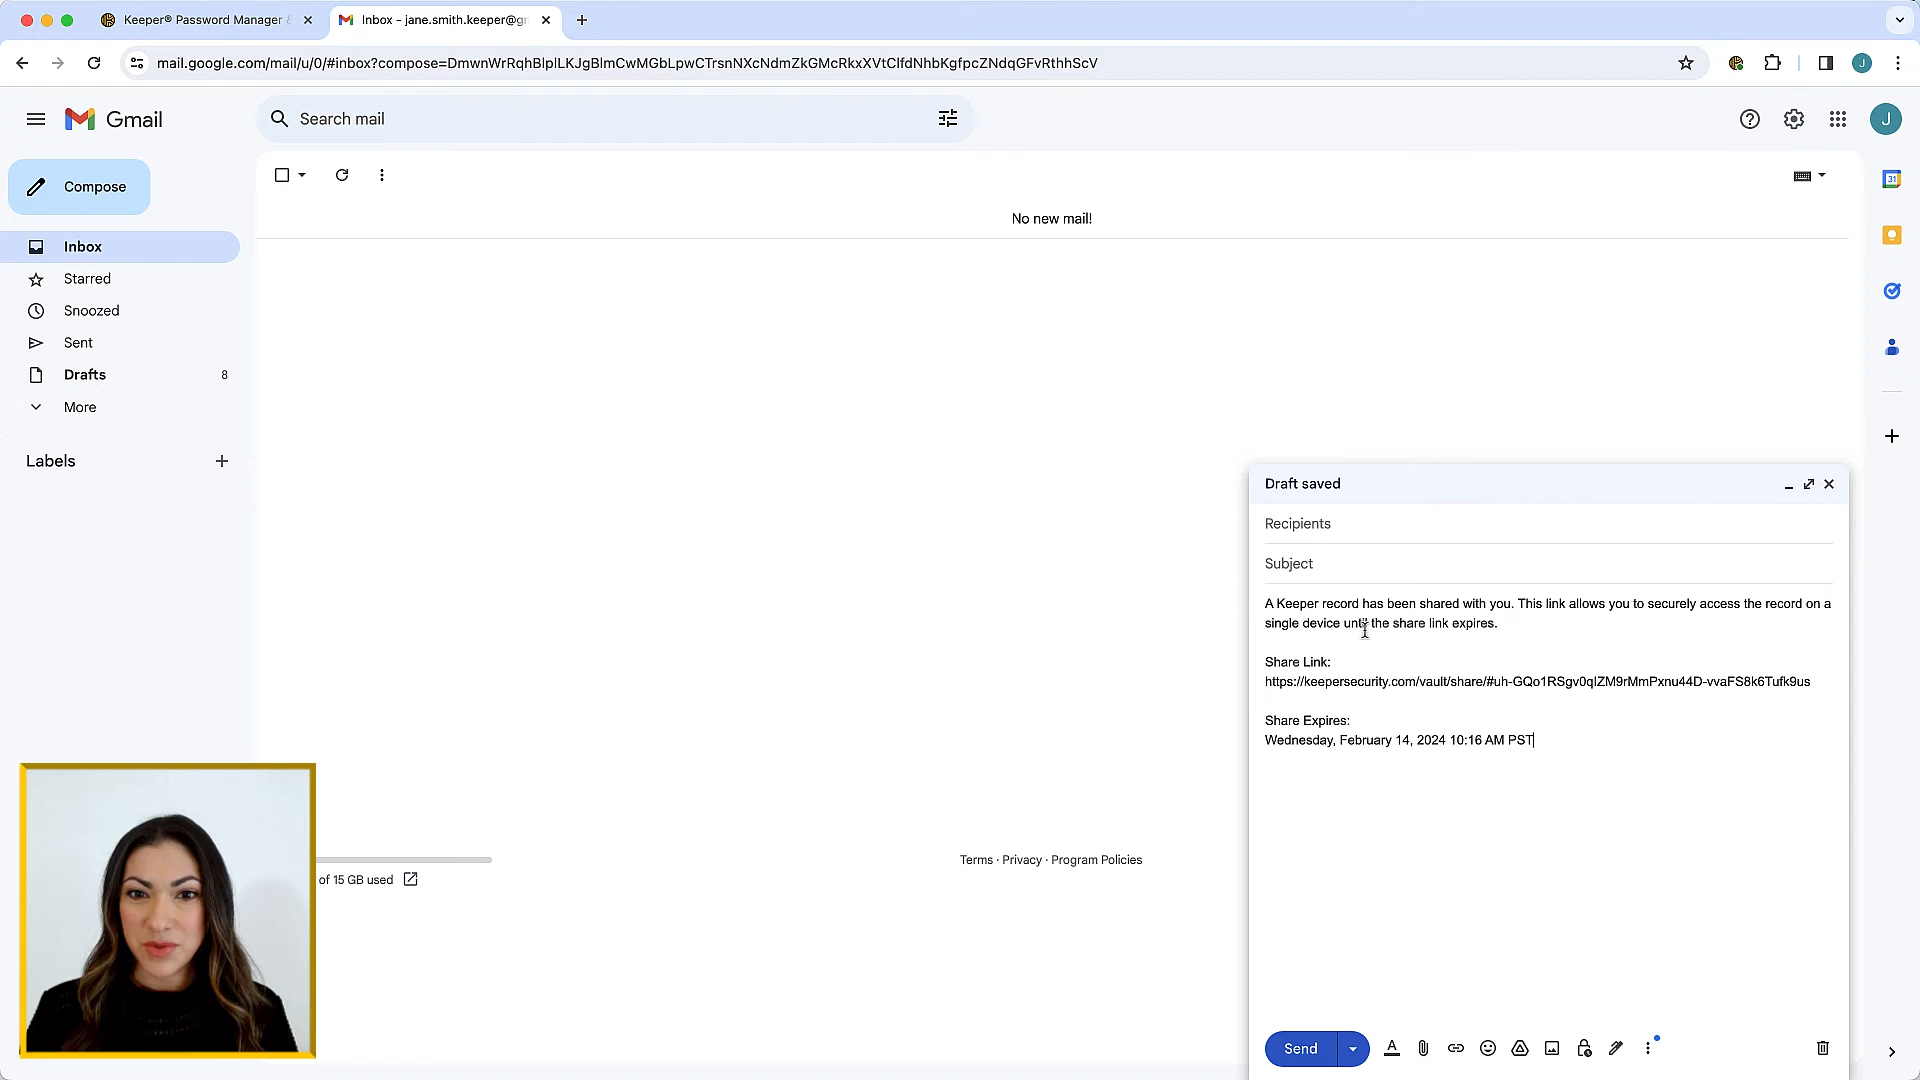 Keeper® Password Manager
Inbox - jane.smith.keeper@gm
mail.google.com/mail/u/0/#inbox?compose=DmwnWrRqhBlplLKJgBlmCwMGbLpwCTrsnNXcNdmZkGMcRkxXVtClfdNhbKgfpcZNdqGFvRthhScV
J
Gmail
Search mail
J
Compose
31
No new mail!
Inbox
Starred
Snoozed
Sent
Drafts 8
More
Labels
Draft saved
Recipients
Subject
A Keeper record has been shared with you. This link allows you to securely access the record on a
single device until the share link expires.
Share Link:
https://keepersecurity.com/vault/share/#uh-GQo1RSgv0qlZM9rMmPxnu44D-vvaFS8k6Tufk9us
Share Expires:
Wednesday, February 14, 2024 10:16 AM PST
Terms · Privacy · Program Policies
of 15 GB used
Send